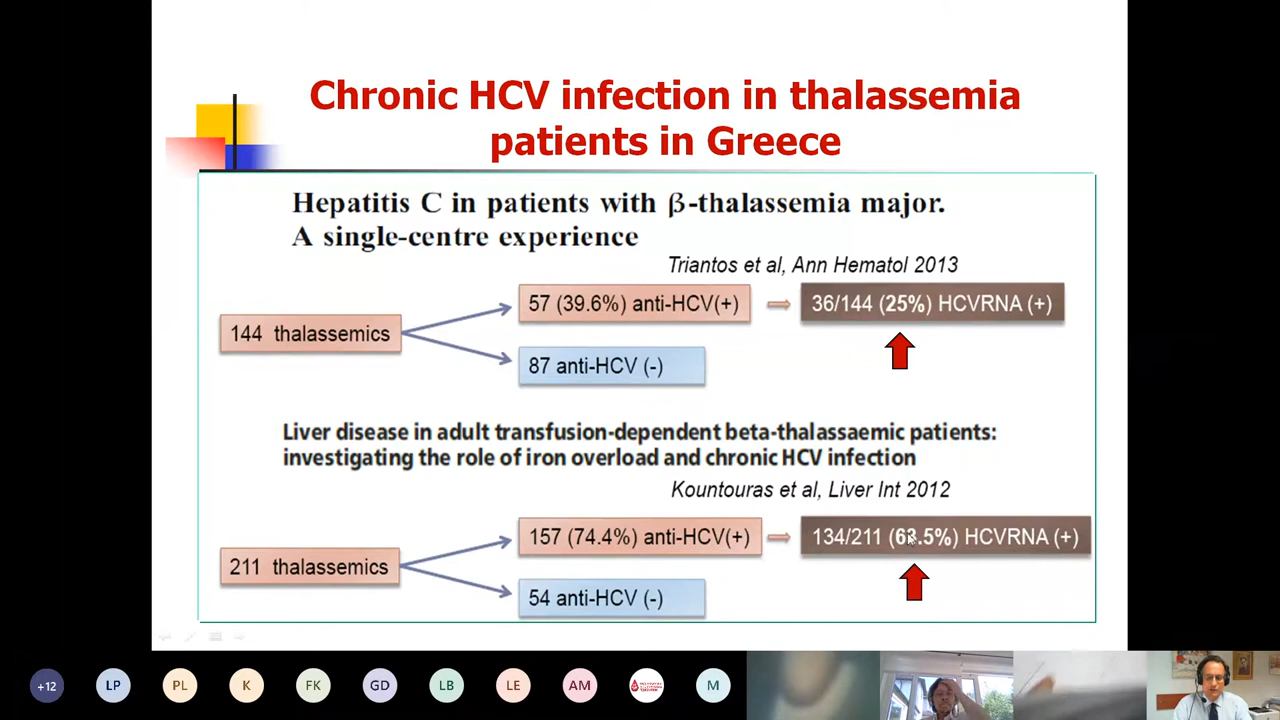 Chronic HCV infection in thalassemia
patients in Greece
Hepatitis C in patients with β-thalassemia major.
A single-centre experience
Triantos et al, Ann Hematol 2013
144 thalassemics
57 (39.6%) anti-HCV(+)
36/144 (25%) HCVRNA (+)
87 anti-HCV (-)
Liver disease in adult transfusion-dependent beta-thalassaemic patients:
investigating the role of iron overload and chronic HCV infection
Kountouras et al, Liver Int 2012
211 thalassemics
157 (74.4%) anti-HCV(+)
134/211 (63.5%) HCVRNA (+)
54 anti-HCV (-)
+12 LP PL K FK GD LB LE AM M